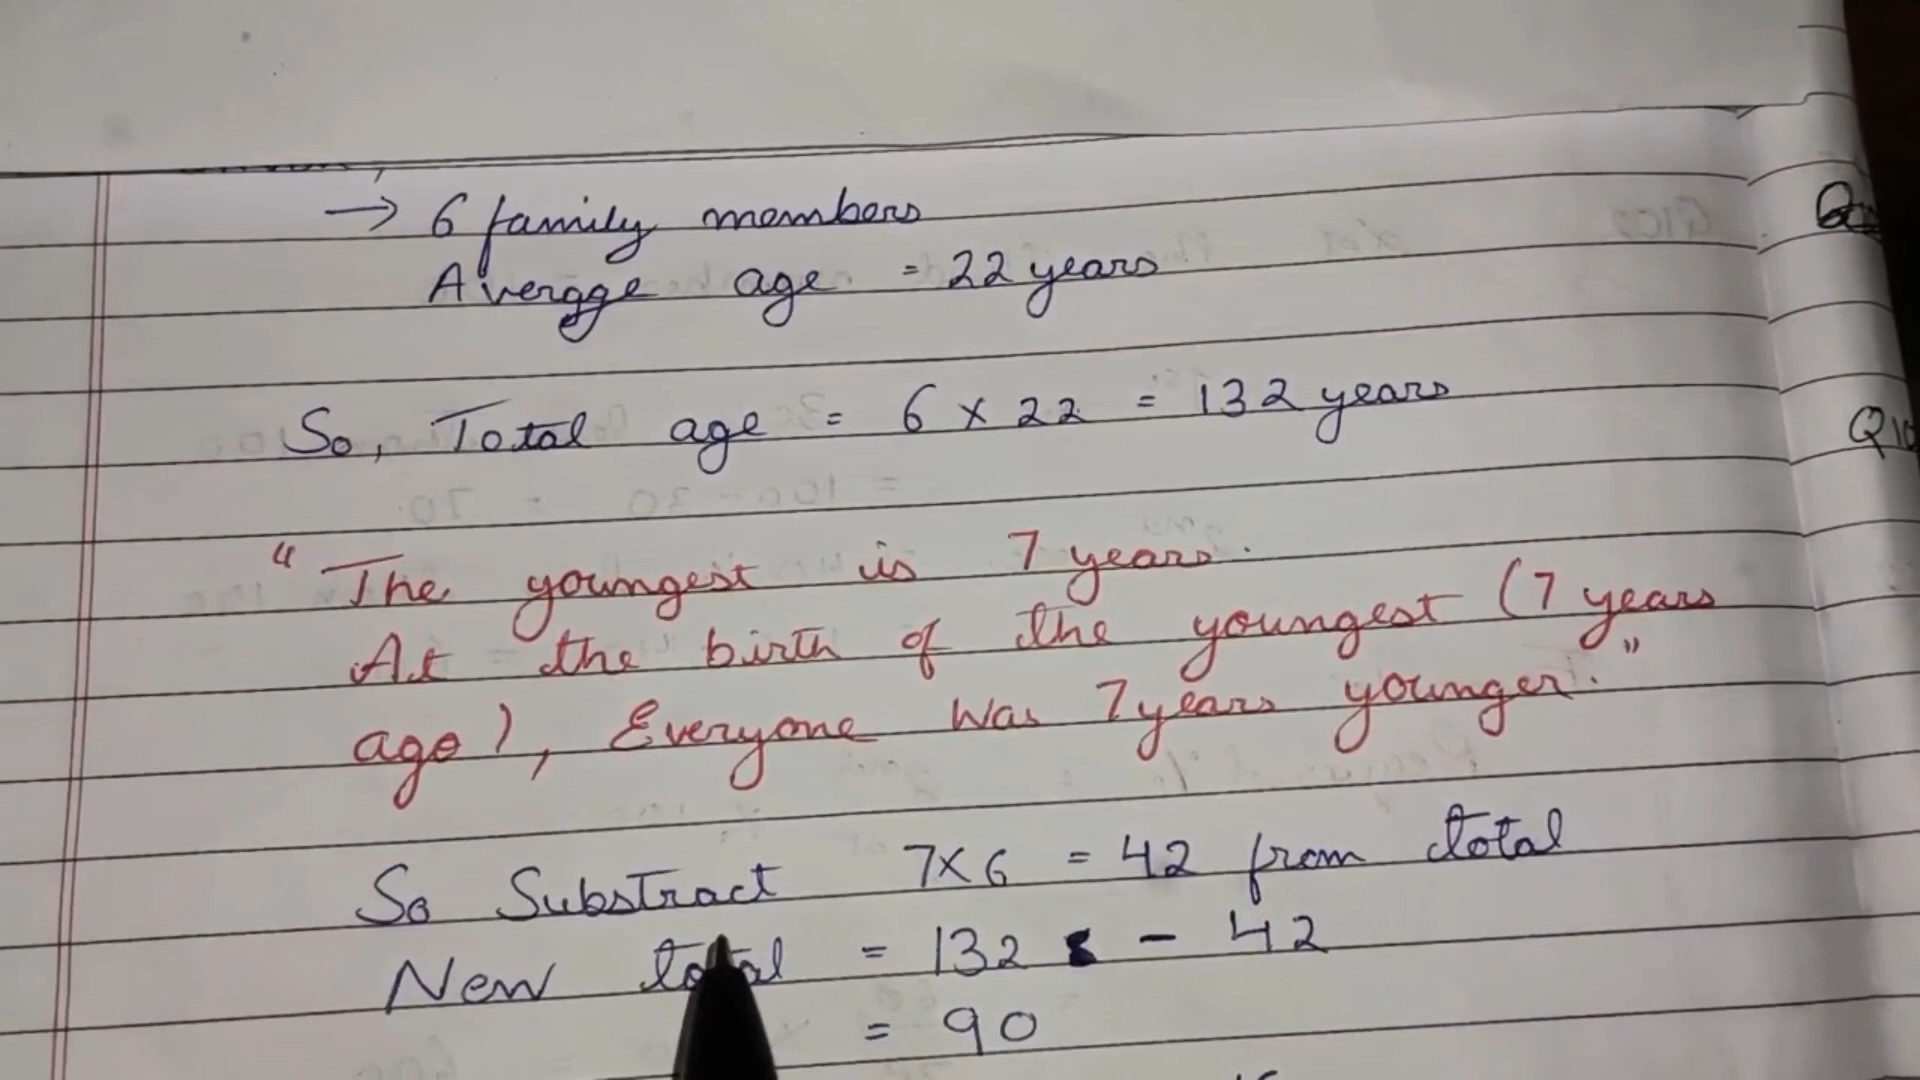 → 6 family members
Average age = 22 years
So, Total age = 6 × 22 = 132 years
" The youngest is 7 years.
At the birth of the youngest (7 years
ago), Everyone was 7 years younger."
So Substract 7×6 = 42 from total
New total = 132 - 42
= 90